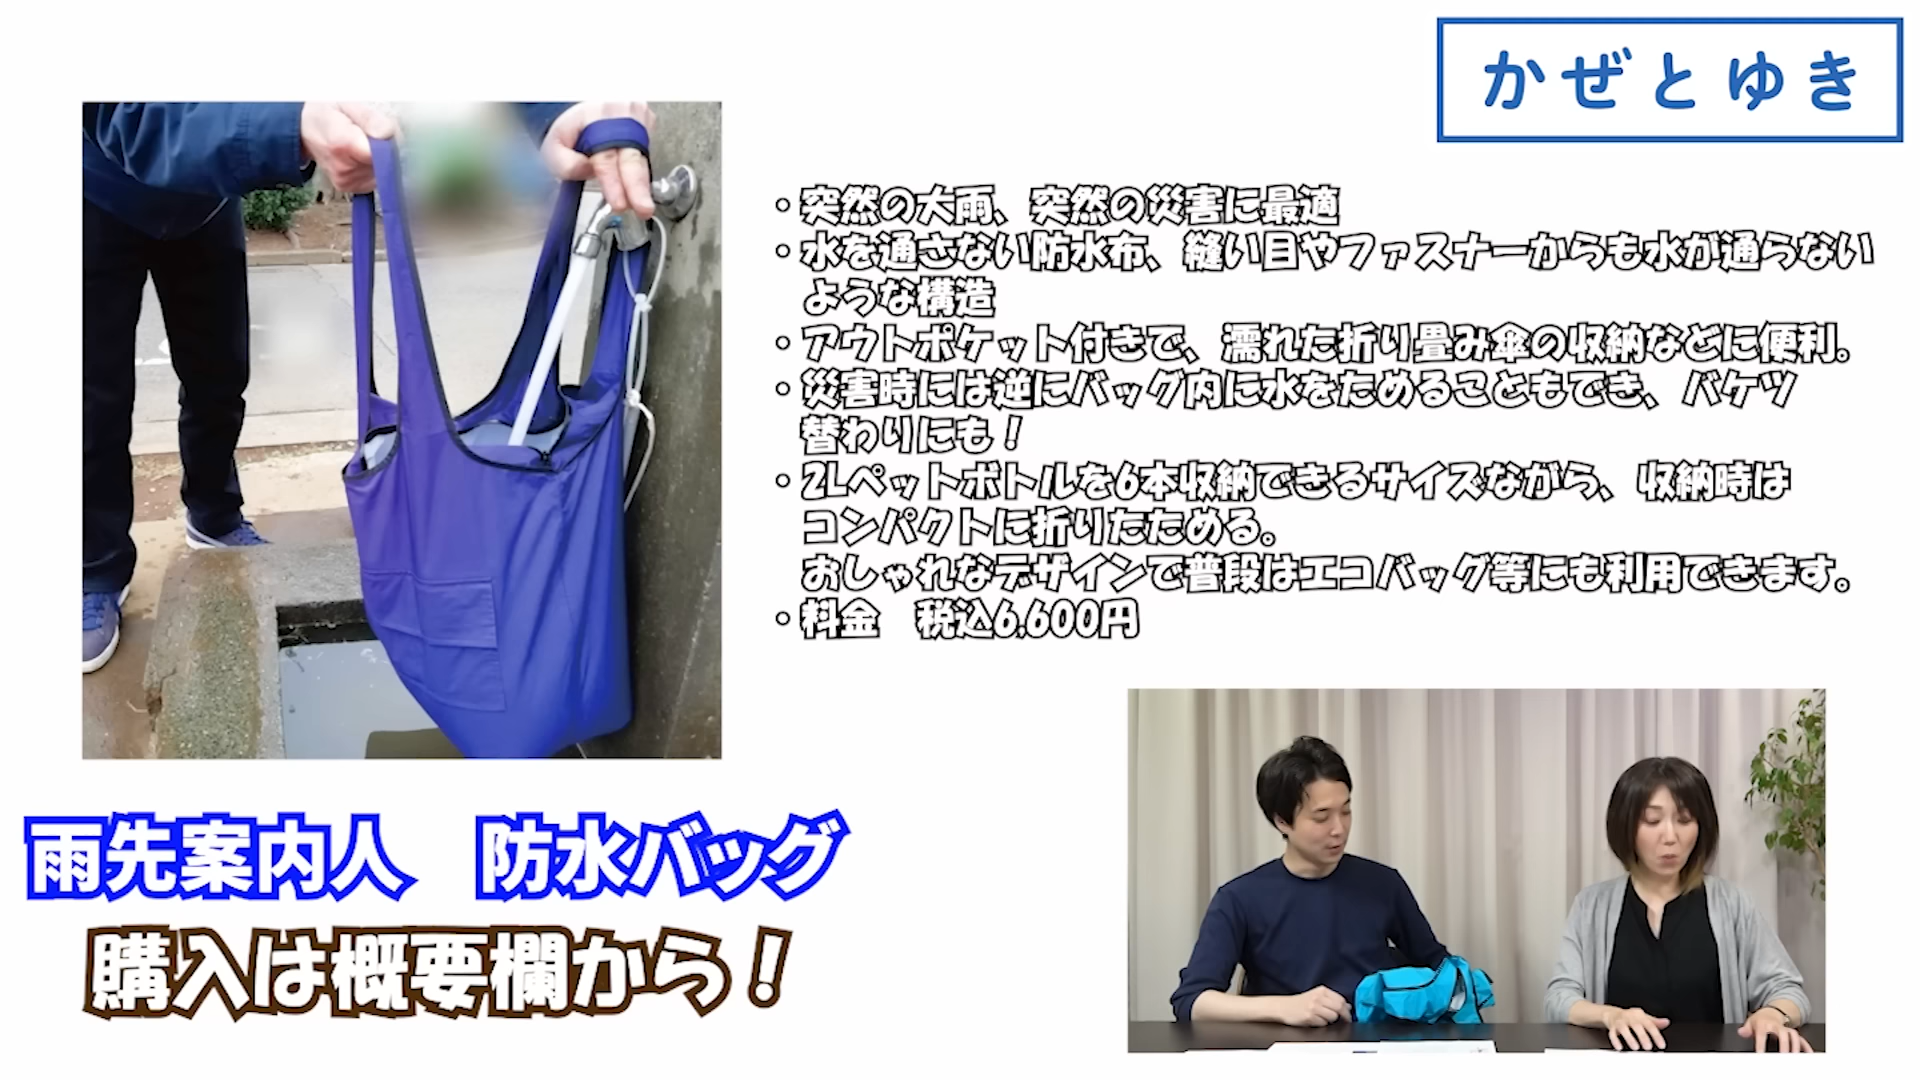 かぜとゆき
・突然の大雨、突然の災害に最適
・水を通さない防水布、縫い目やファスナーからも水が通らない
ような構造
・アウトポケット付きで、濡れた折り畳み傘の収納などに便利。
・災害時には逆にバッグ内に水をためることもでき、バケツ
替わりにも！
・2Lペットボトルを6本収納できるサイズながら、収納時は
コンパクトに折りたためる。
おしゃれなデザインで普段はエコバッグ等にも利用できます。
・料金　税込6,600円
雨先案内人　防水バッグ
購入は概要欄から！